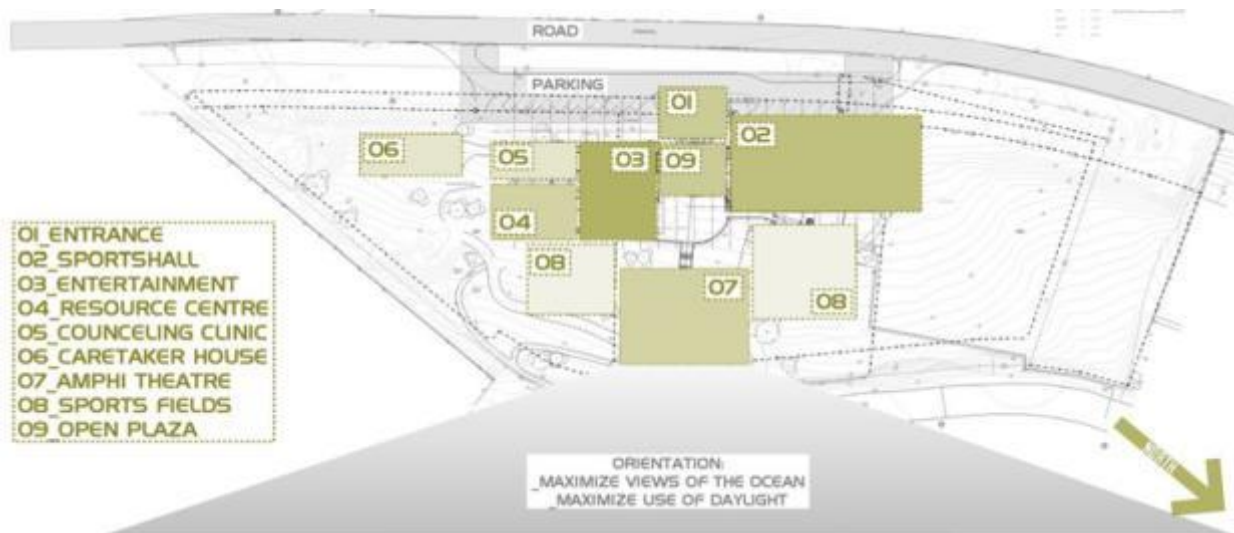 ROAD
PARKING
01
02
03
09
05
06
04
08
07
08
01_ENTRANCE
02_SPORTSHALL
03_ENTERTAINMENT
04_RESOURCE CENTRE
05_COUNCELING CLINIC
06_CARETAKER HOUSE
07_AMPHI THEATRE
08_SPORTS FIELDS
09_OPEN PLAZA
NORTH
ORIENTATION:
_MAXIMIZE VIEWS OF THE OCEAN
_MAXIMIZE USE OF DAYLIGHT